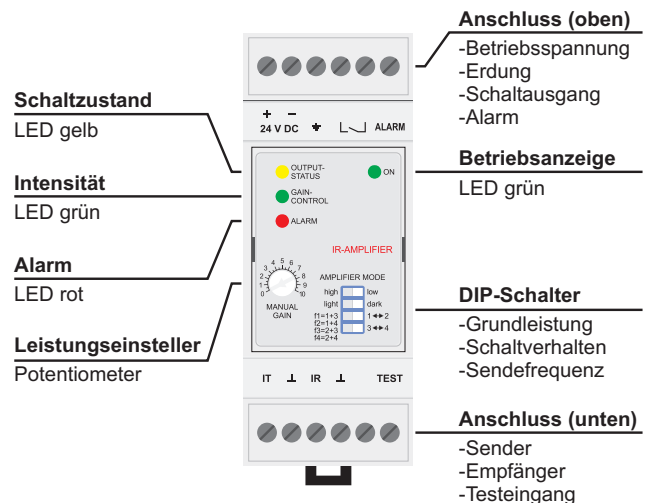 Anschluss (oben)
-Betriebsspannung
-Erdung
-Schaltausgang
-Alarm
Schaltzustand
LED gelb
Intensität
LED grün
Alarm
LED rot
Leistungseinsteller
Potentiometer
+ −
24 V DC
ALARM
OUTPUT-
STATUS
ON
GAIN-
CONTROL
ALARM
IR-AMPLIFIER
0 1 2 3 4 5 6 7 8 9 10
MANUAL
GAIN
AMPLIFIER MODE
high low
light dark
f1=1+3 1 ↔ 2
f2=1+4
f3=2+3 3 ↔ 4
f4=2+4
IT ⊥ IR ⊥ TEST
Betriebsanzeige
LED grün
DIP-Schalter
-Grundleistung
-Schaltverhalten
-Sendefrequenz
Anschluss (unten)
-Sender
-Empfänger
-Testeingang